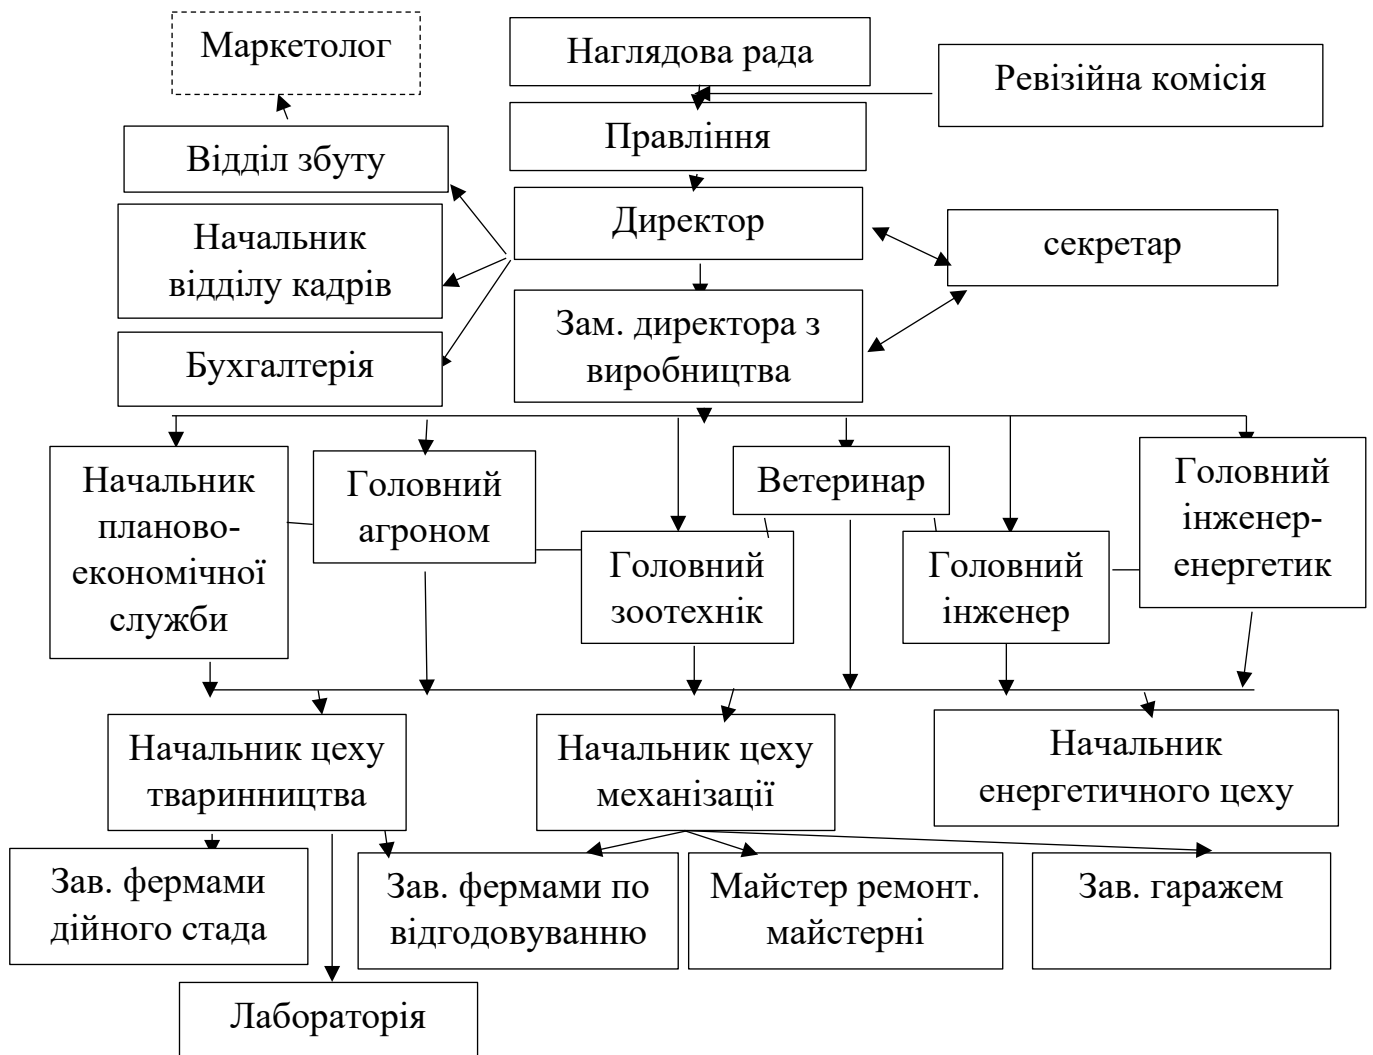 Маркетолог
Наглядова рада
Ревізійна комісія
Правління
Відділ збуту
Директор
Начальник
відділу кадрів
секретар
Зам. директора з
виробництва
Бухгалтерія
Начальник
планово-
економічної
служби
Головний
агроном
Головний
зоотехнік
Ветеринар
Головний
інженер
Головний
інженер-
енергетик
Начальник цеху
тваринництва
Начальник цеху
механізації
Начальник
енергетичного цеху
Зав. фермами
дійного стада
Зав. фермами по
відгодовуванню
Майстер ремонт.
майстерні
Зав. гаражем
Лабораторія